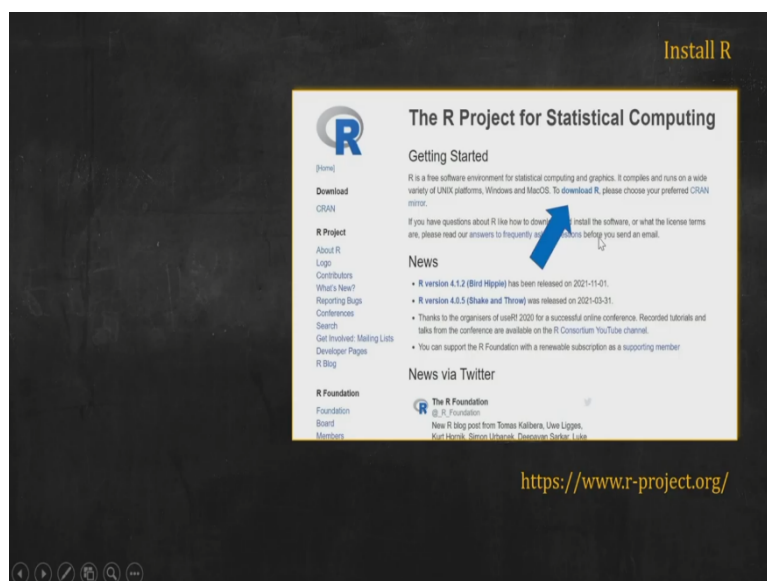 Install R
R
[Home]
Download
CRAN
R Project
About R
Logo
Contributors
What's New?
Reporting Bugs
Conferences
Search
Get Involved: Mailing Lists
Developer Pages
R Blog
R Foundation
Foundation
Board
Members
The R Project for Statistical Computing
Getting Started
R is a free software environment for statistical computing and graphics. It compiles and runs on a wide
variety of UNIX platforms, Windows and MacOS. To download R, please choose your preferred CRAN
mirror.
If you have questions about R like how to download and install the software, or what the license terms
are, please read our answers to frequently asked questions before you send an email.
News
• R version 4.1.2 (Bird Hippie) has been released on 2021-11-01.
• R version 4.0.5 (Shake and Throw) was released on 2021-03-31.
• Thanks to the organisers of useR! 2020 for a successful online conference. Recorded tutorials and
talks from the conference are available on the R Consortium YouTube channel.
• You can support the R Foundation with a renewable subscription as a supporting member
News via Twitter
R
The R Foundation
@_R_Foundation
New R blog post from Tomas Kalibera, Uwe Ligges,
Kurt Hornik, Simon Urbanek, Deepayan Sarkar, Luke
https://www.r-project.org/